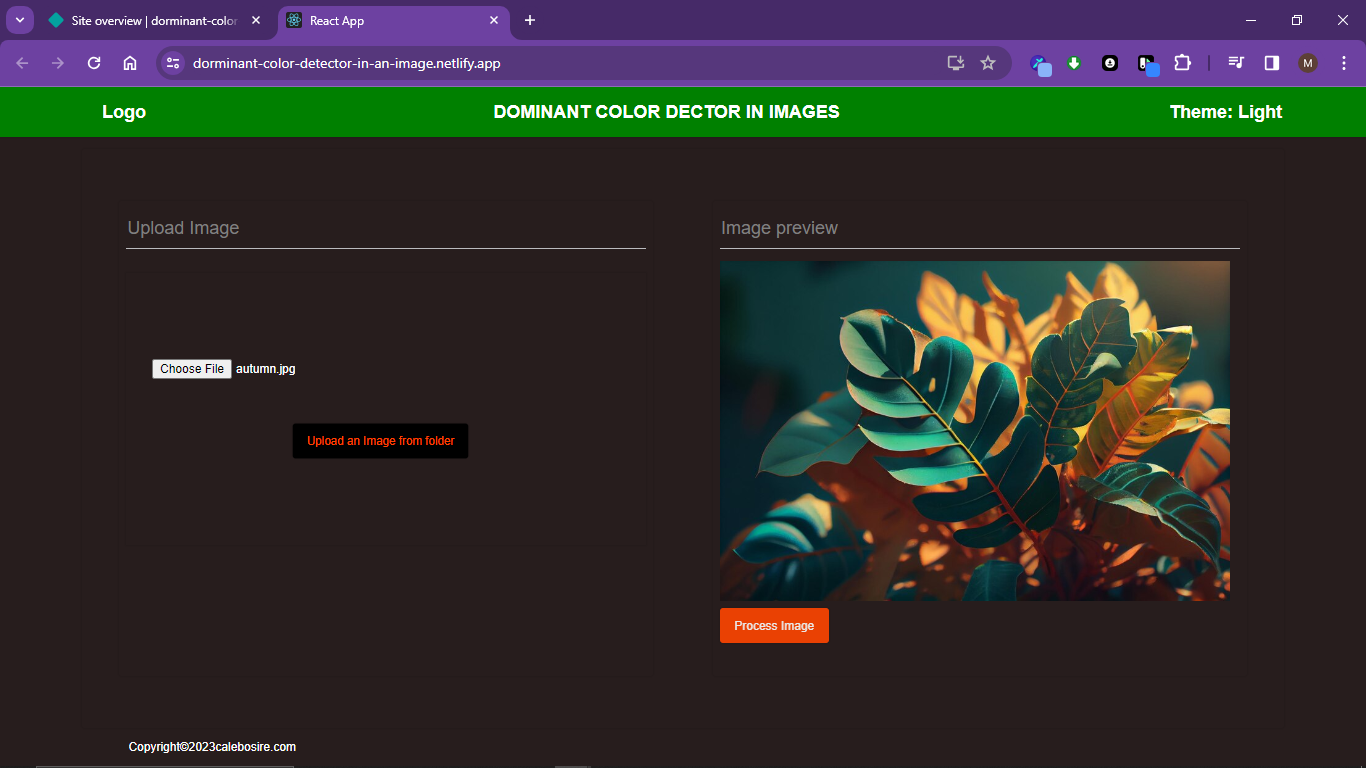 Site overview | dorminant-color
React App
dorminant-color-detector-in-an-image.netlify.app
M
Logo
DOMINANT COLOR DECTOR IN IMAGES
Theme: Light
Upload Image
Image preview
Choose File autumn.jpg
Upload an Image from folder
Process Image
Copyright©2023calebosire.com